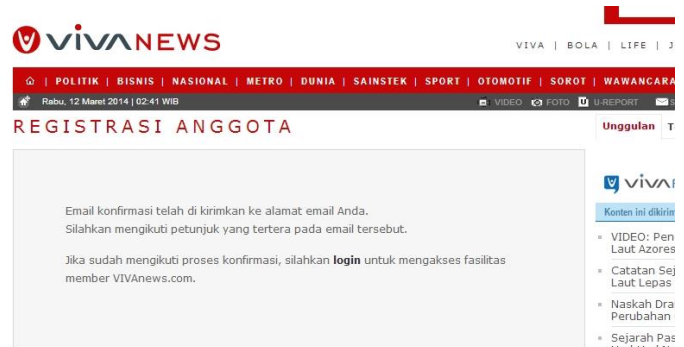 VIVANEWS
VIVA | BOLA | LIFE |
| POLITIK | BISNIS | NASIONAL | METRO | DUNIA | SAINSTEK | SPORT | OTOMOTIF | SOROT | WAWANCARA
Rabu, 12 Maret 2014 | 02:41 WIB
VIDEO FOTO U-REPORT
REGISTRASI ANGGOTA
Unggulan
Email konfirmasi telah di kirimkan ke alamat email Anda.
Silahkan mengikuti petunjuk yang tertera pada email tersebut.
Jika sudah mengikuti proses konfirmasi, silahkan login untuk mengakses fasilitas
member VIVAnews.com.
VIVA
Konten ini dikirim
VIDEO: Pen
Laut Azores
Catatan Sej
Laut Lepas
Naskah Dra
Perubahan
Sejarah Pas